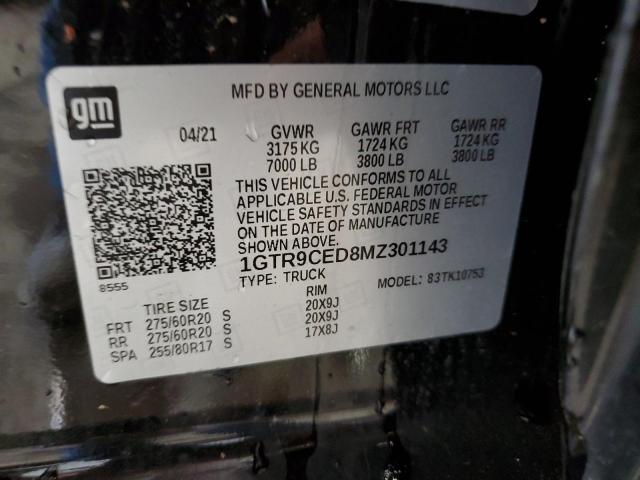 gm
MFD BY GENERAL MOTORS LLC
04/21 GVWR GAWR FRT GAWR RR
3175 KG 1724 KG 1724 KG
7000 LB 3800 LB 3800 LB
THIS VEHICLE CONFORMS TO ALL
APPLICABLE U.S. FEDERAL MOTOR
VEHICLE SAFETY STANDARDS IN EFFECT
ON THE DATE OF MANUFACTURE
SHOWN ABOVE.
8555
1GTR9CED8MZ301143
TYPE: TRUCK MODEL: 83TK10753
TIRE SIZE RIM
FRT 275/60R20 S 20X9J
RR 275/60R20 S 20X9J
SPA 255/80R17 S 17X8J